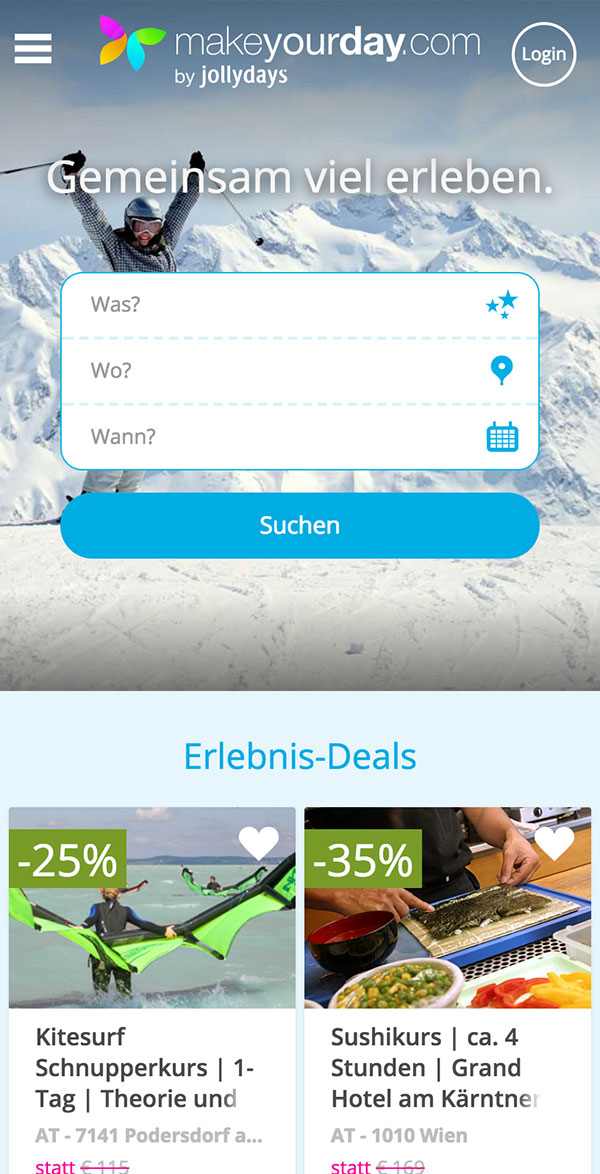 makeyourday.com
by jollydays
Login
Gemeinsam viel erleben.
Was?
Wo?
Wann?
Suchen
Erlebnis-Deals
-25%
-35%
Kitesurf
Schnupperkurs | 1-
Tag | Theorie und
AT - 7141 Podersdorf a...
statt € 115
Sushikurs | ca. 4
Stunden | Grand
Hotel am Kärntner
AT - 1010 Wien
statt € 169